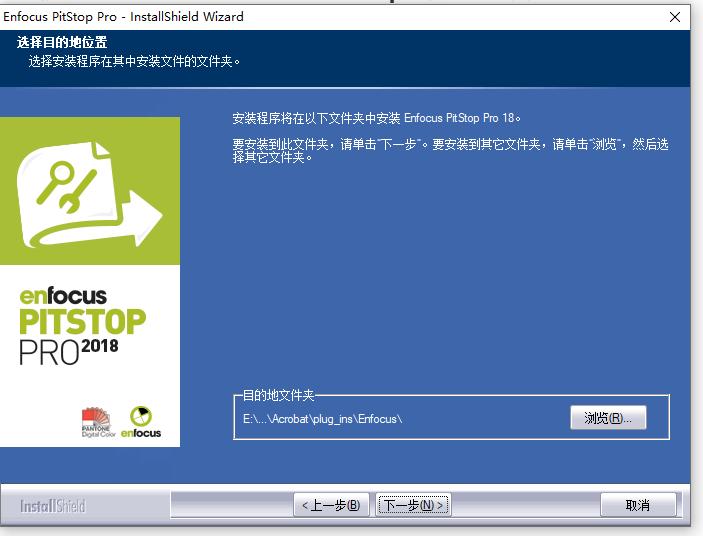 Enfocus PitStop Pro - InstallShield Wizard
选择目的地位置
选择安装程序在其中安装文件的文件夹。
安装程序将在以下文件夹中安装 Enfocus PitStop Pro 18。
要安装到此文件夹，请单击"下一步"。要安装到其它文件夹，请单击"浏览"，然后选
择其它文件夹。
enfocus
PITSTOP
PRO2018
PANTONE
Digital Color
enfocus
目的地文件夹
E:\...\Acrobat\plug_ins\Enfocus\
浏览(R)...
InstallShield
< 上一步(B)
下一步(N) >
取消